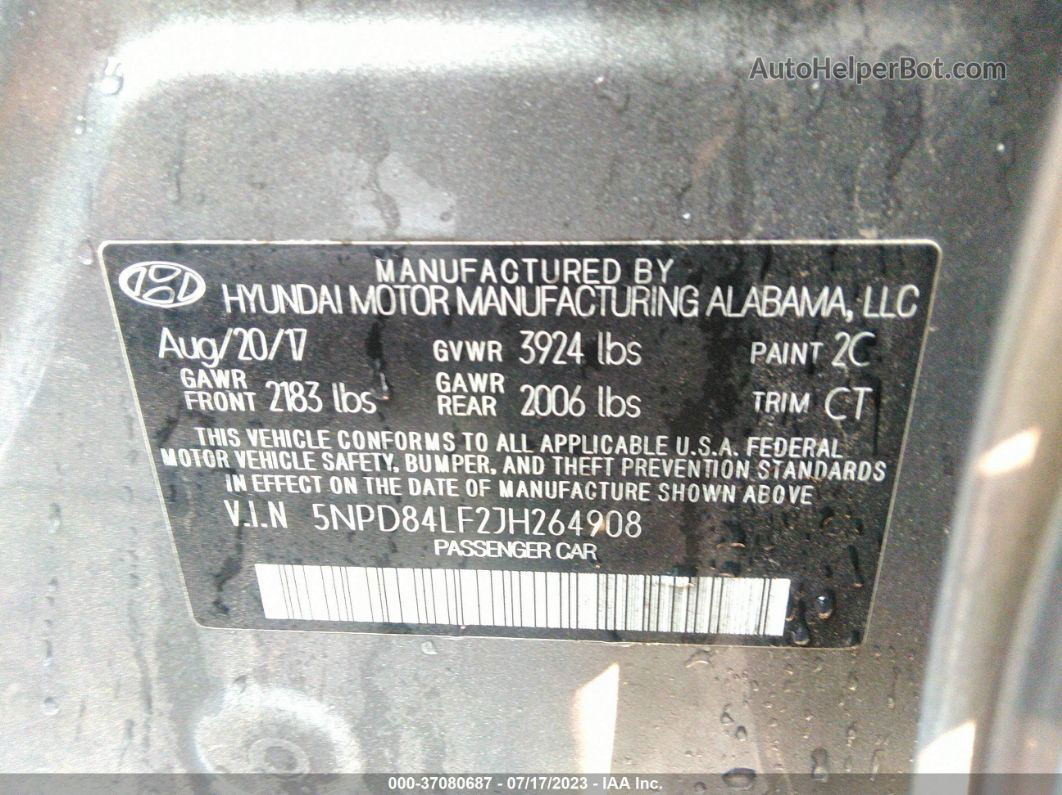 AutoHelperBot.com
MANUFACTURED BY
HYUNDAI MOTOR MANUFACTURING ALABAMA, LLC
Aug/20/17 GVWR 3924 lbs PAINT 2C
GAWR FRONT 2183 lbs GAWR REAR 2006 lbs TRIM CT
THIS VEHICLE CONFORMS TO ALL APPLICABLE U.S.A. FEDERAL
MOTOR VEHICLE SAFETY, BUMPER, AND THEFT PREVENTION STANDARDS
IN EFFECT ON THE DATE OF MANUFACTURE SHOWN ABOVE
V.I.N 5NPD84LF2JH264908
PASSENGER CAR
000-37080687 - 07/17/2023 - IAA Inc.